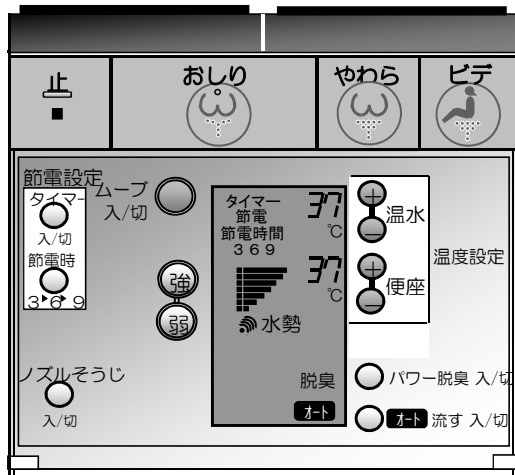 止
おしり
やわら
ビデ
節電設定
タイマー
入/切
節電時
3▶6▶9
ムーブ
入/切
強
弱
ノズルそうじ
入/切
タイマー
節電
節電時間
3 6 9
37
℃
37
℃
水勢
脱臭
オート
+
-
温水
+
-
便座
温度設定
パワー脱臭 入/切
オート 流す 入/切